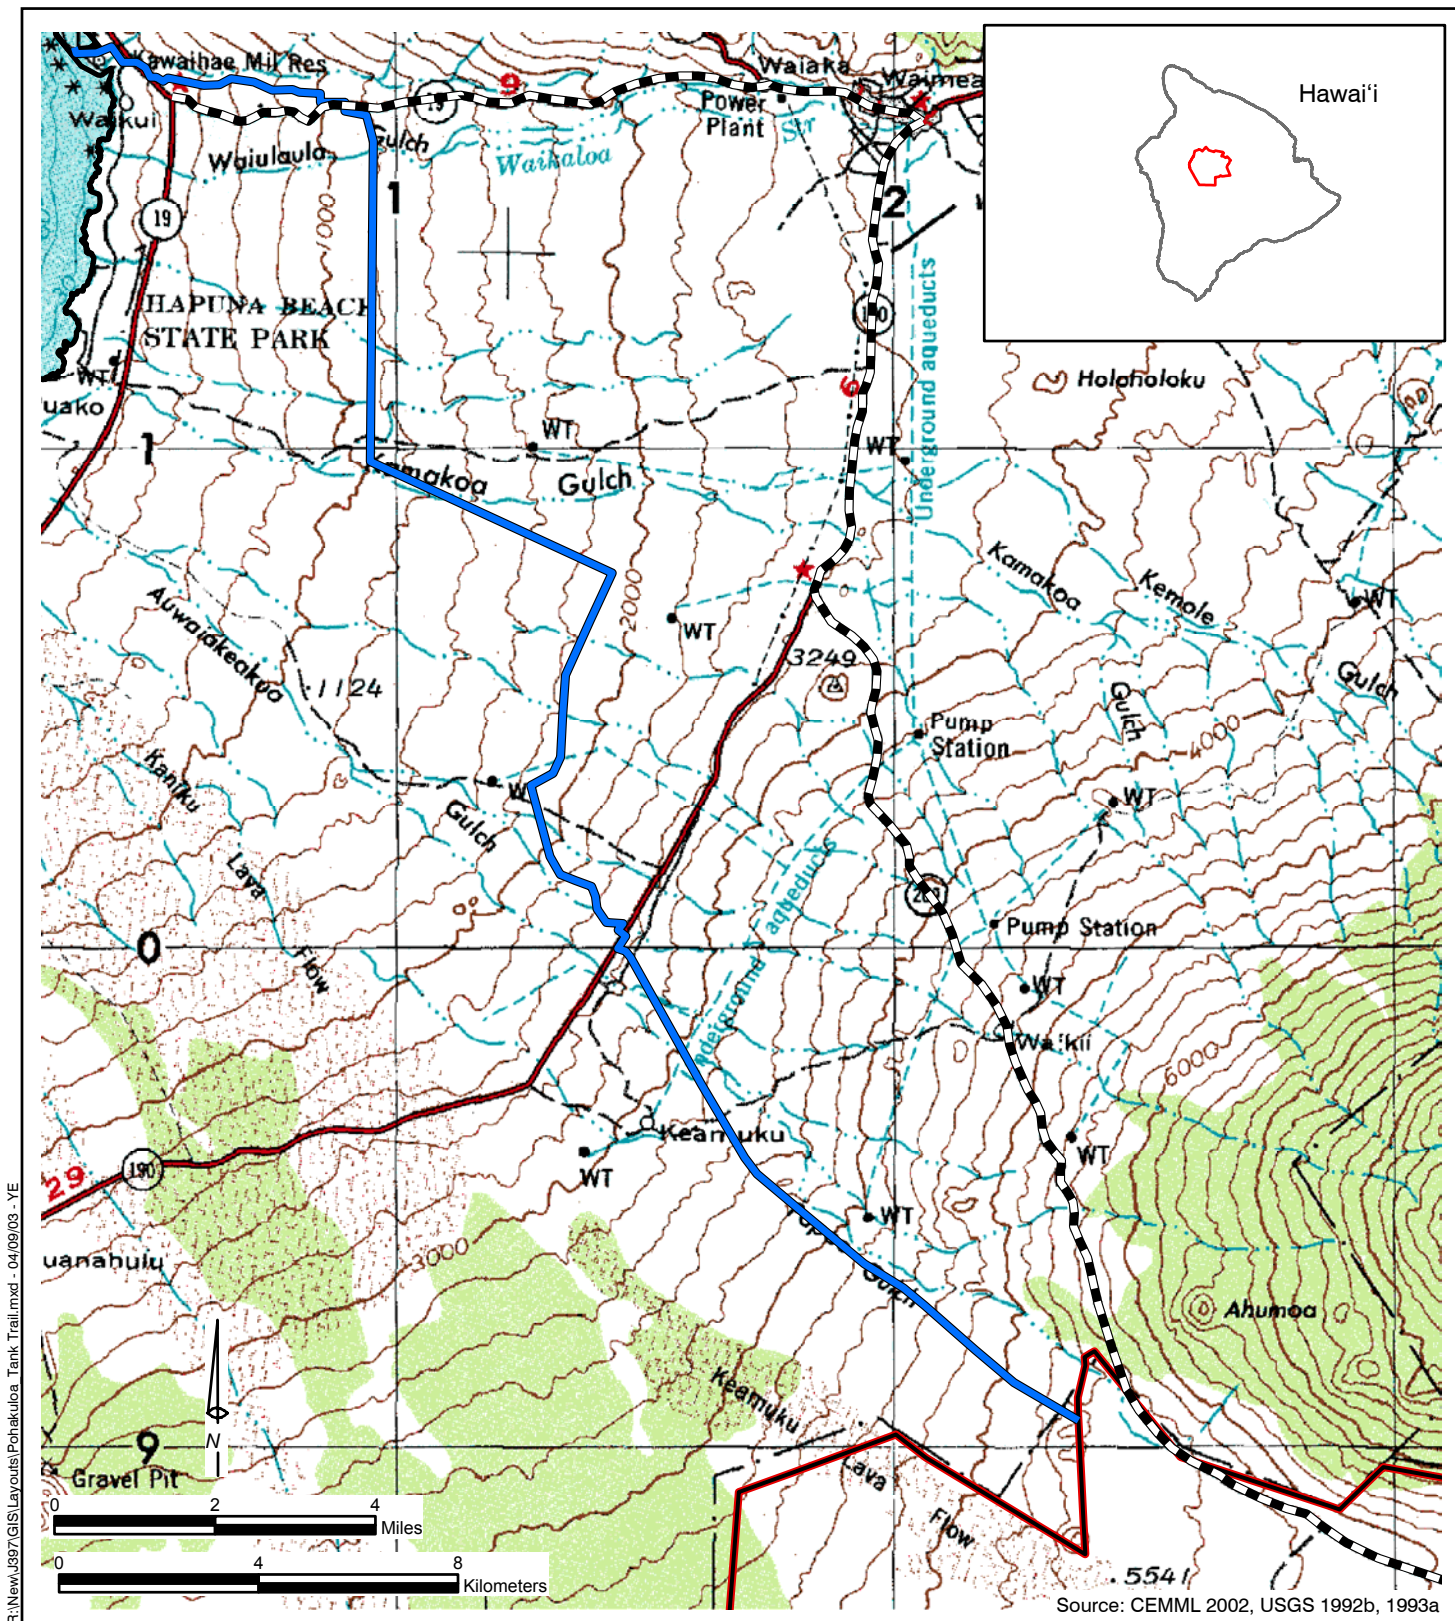 Kawaihae Mil Res
9
Waiaka
Waimea
Hawai'i
19
Power
Plant
Waikui
Waiulaula
Gulch
Waikaloa
Str
1
2
19
HAPUNA BEACH
STATE PARK
Underground aqueducts
WT
uako
6
Holoholoku
1000
1
WT
WT
Kamakoa
Gulch
Kamakoa
Kemole
Gulch
WT
Gulch
2000
WT
Auwaiakeakua
Gulch
1124
3249
Pump
Station
4000
Kaniku
Lava
Flow
WT
Underground aqueducts
Pump Station
0
WT
Wa'kii
6000
Keamuku
WT
WT
190
29
WT
uanahulu
3000
Gulch
Ahumoa
Keamuku
Lava
Flow
N
9
Gravel Pit
0 2 4
Miles
0 4 8
Kilometers
5541
Source: CEMML 2002, USGS 1992b, 1993a
R:\New\J397\GIS\Layouts\Pohakuloa Tank Trail.mxd - 04/09/03 - YE